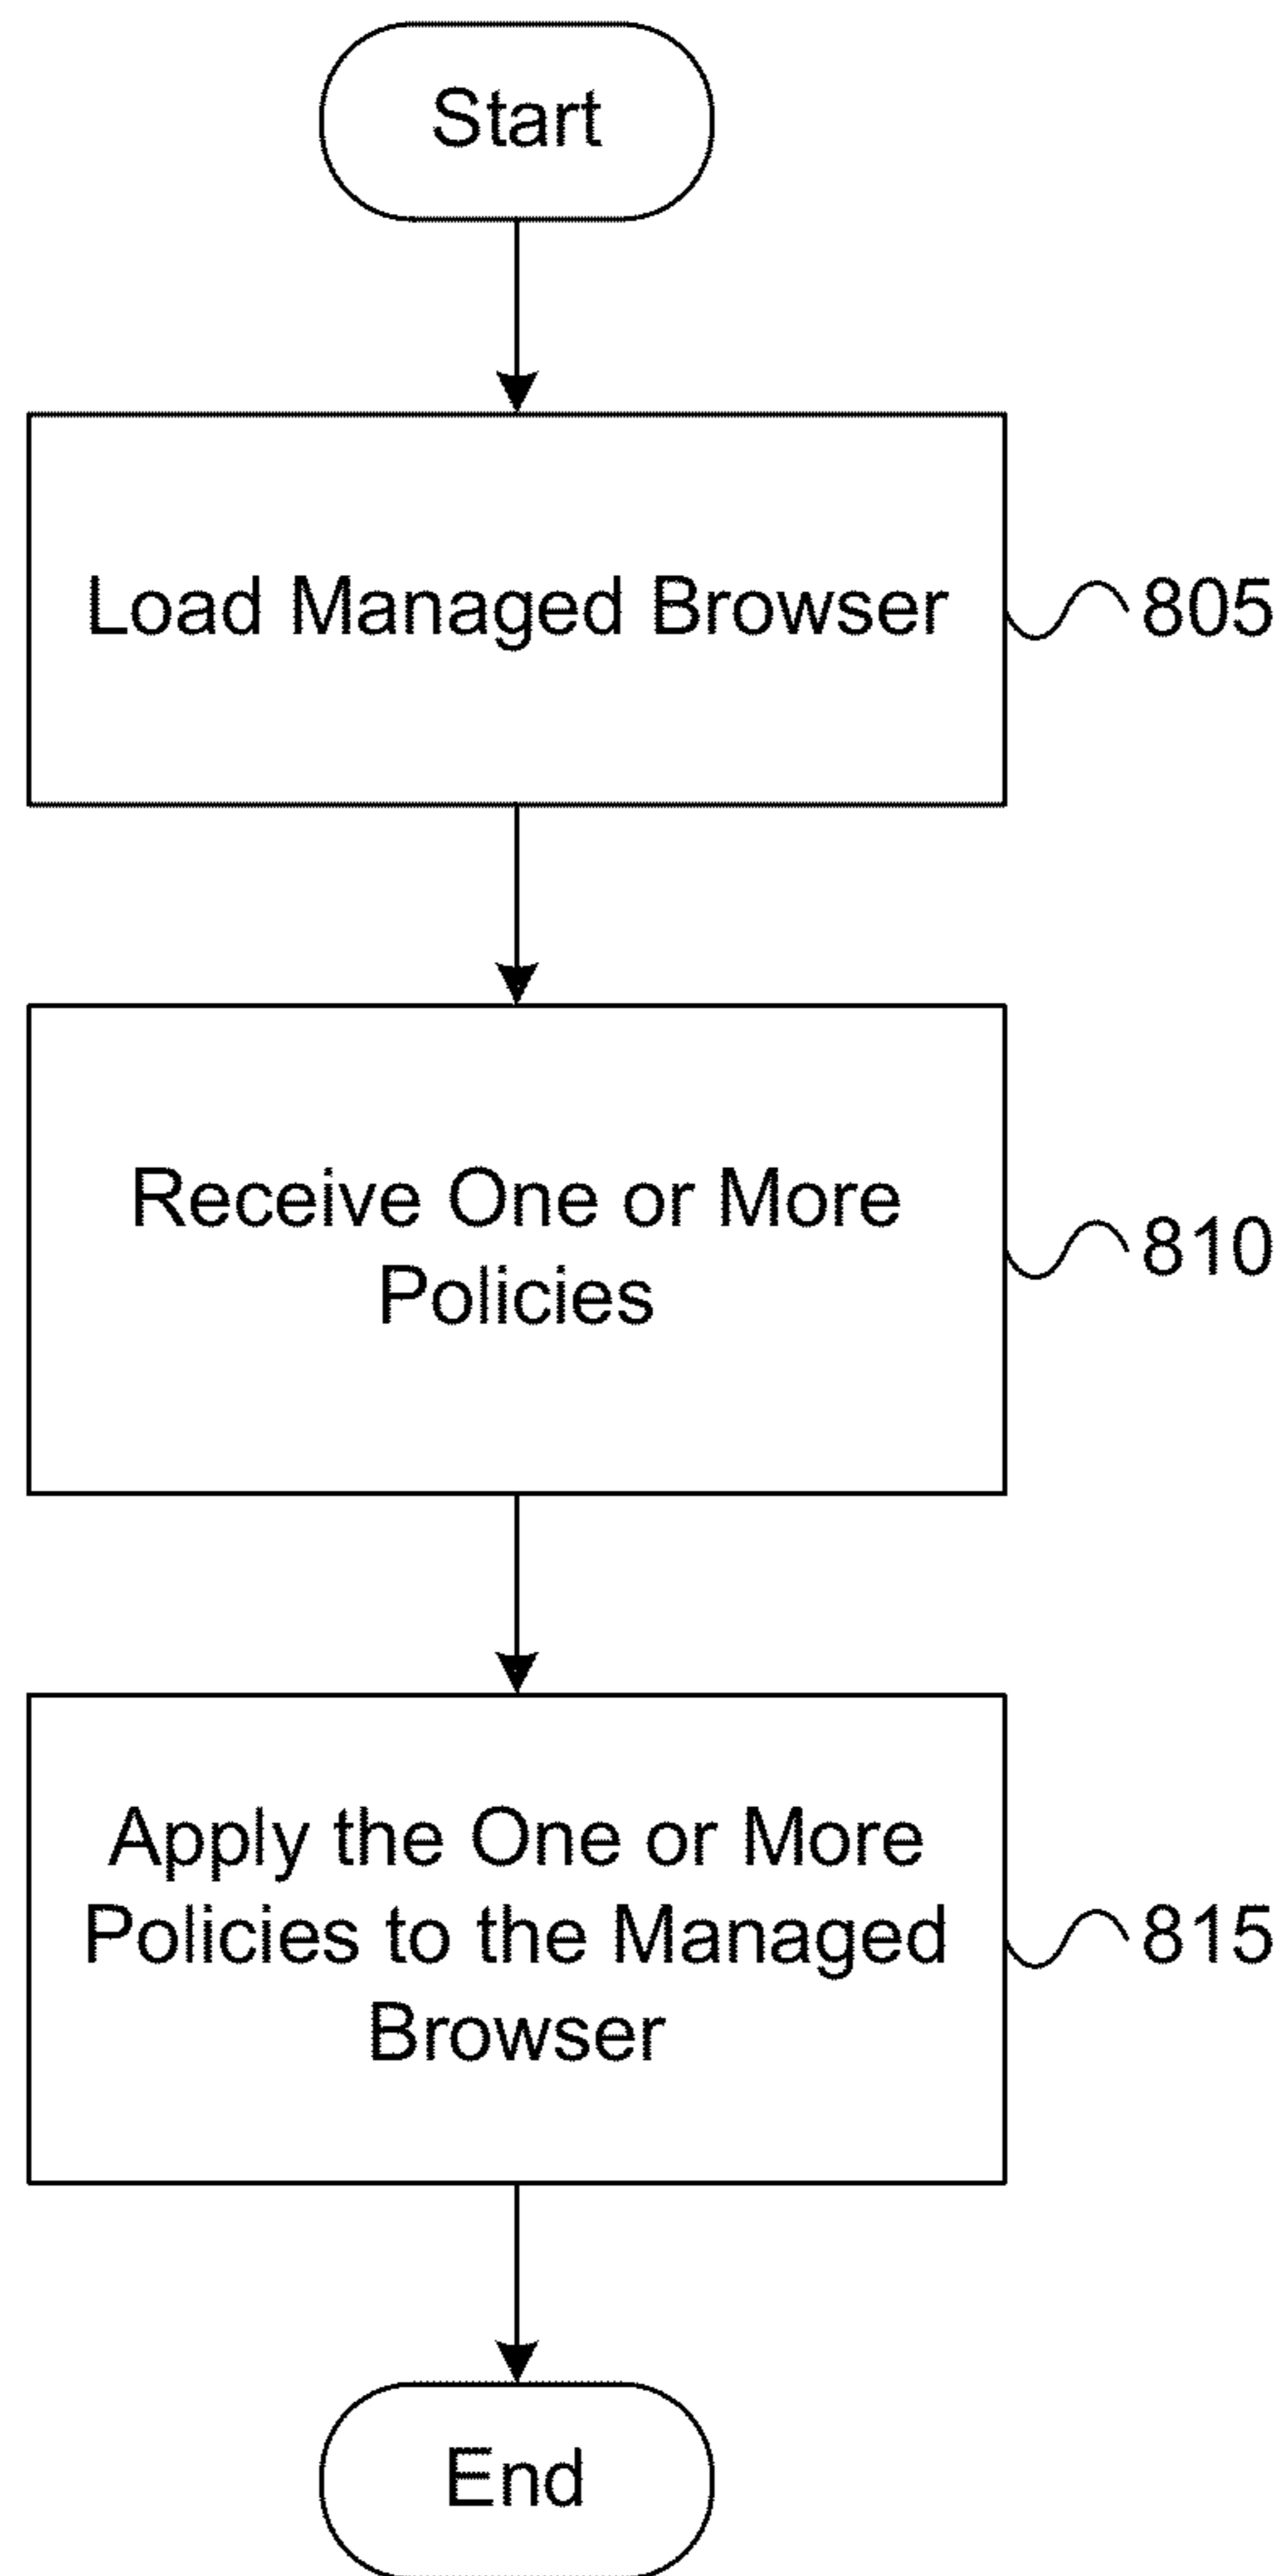 Start
Load Managed Browser
805
Receive One or More
Policies
810
Apply the One or More
Policies to the Managed
Browser
815
End